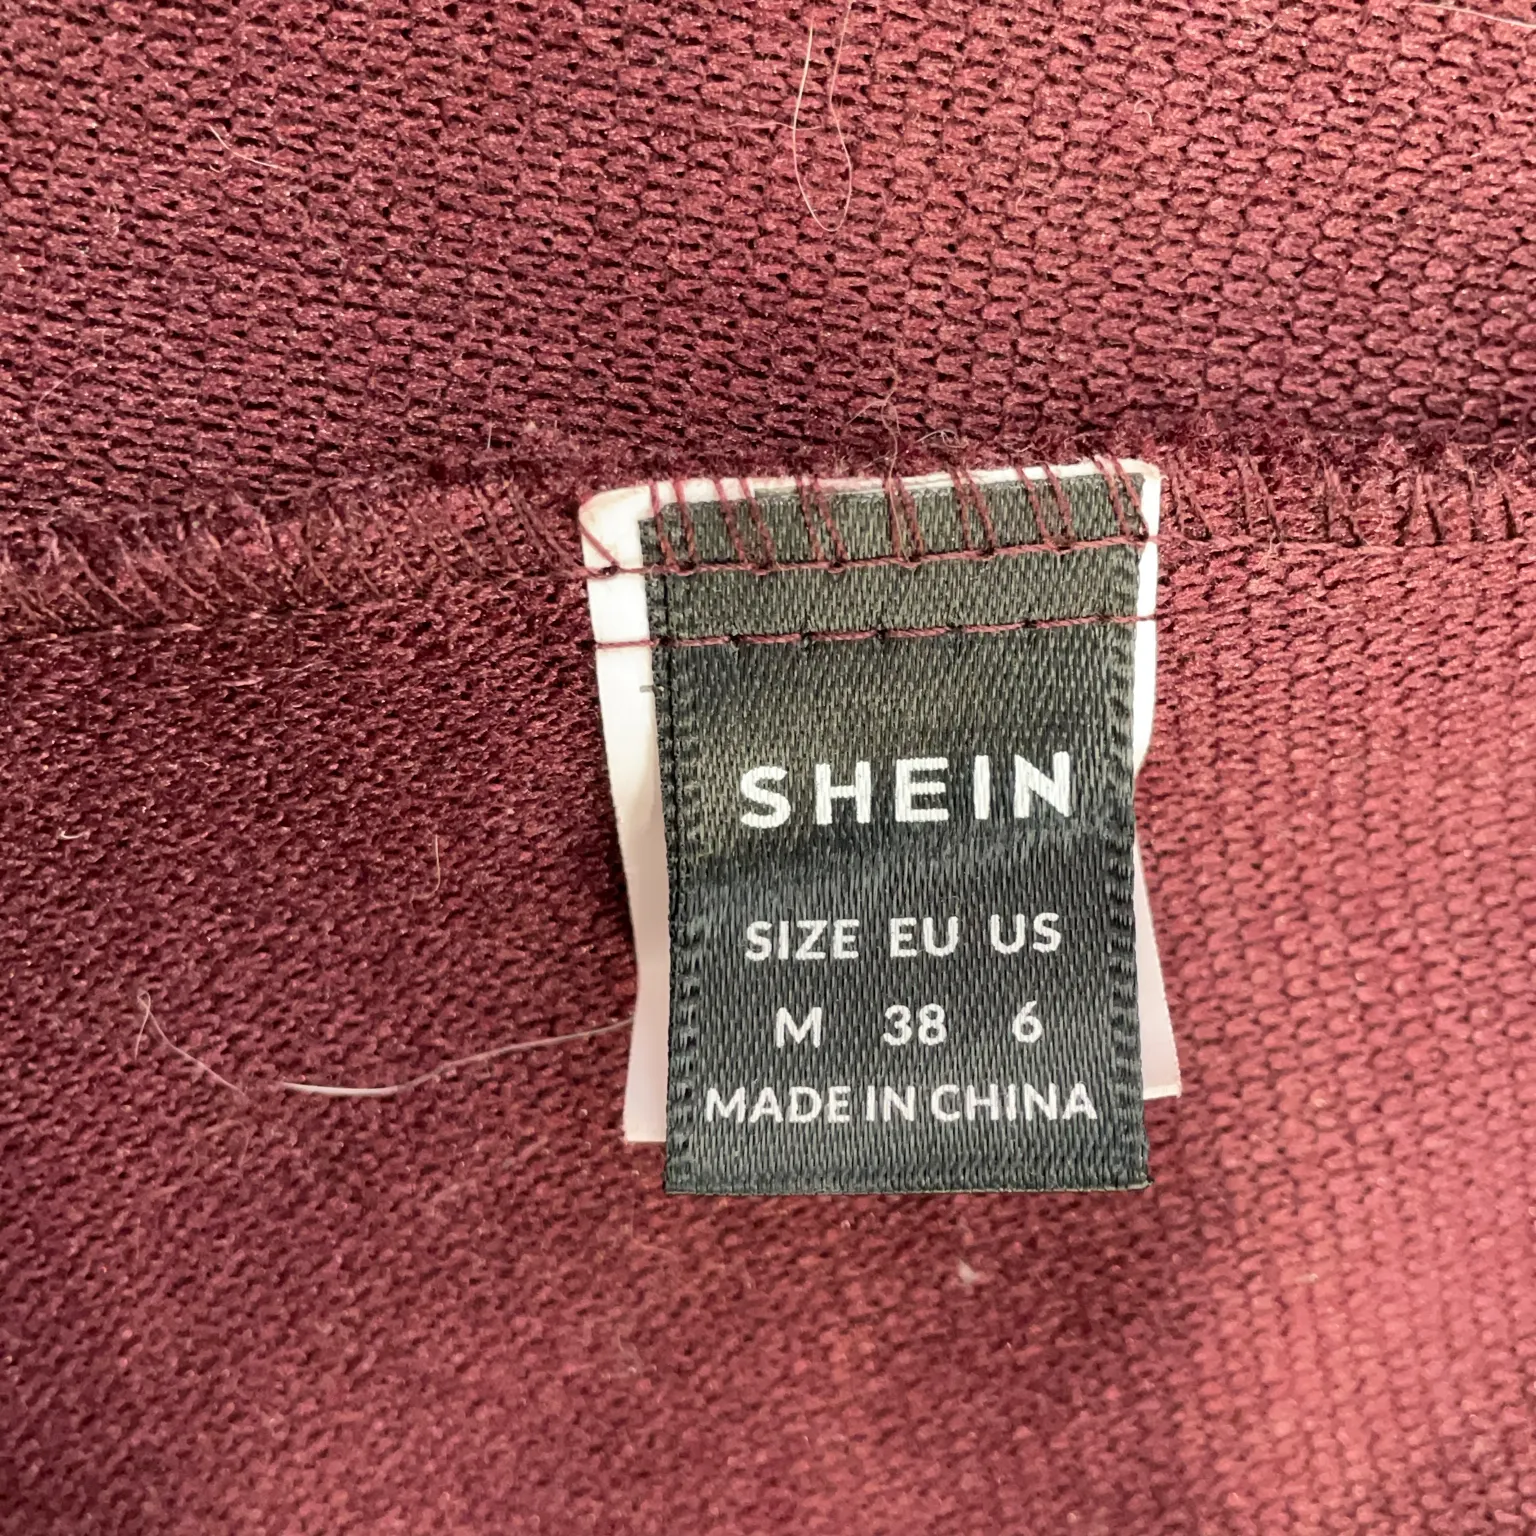 SHEIN
SIZE EU US
M 38 6
MADE IN CHINA